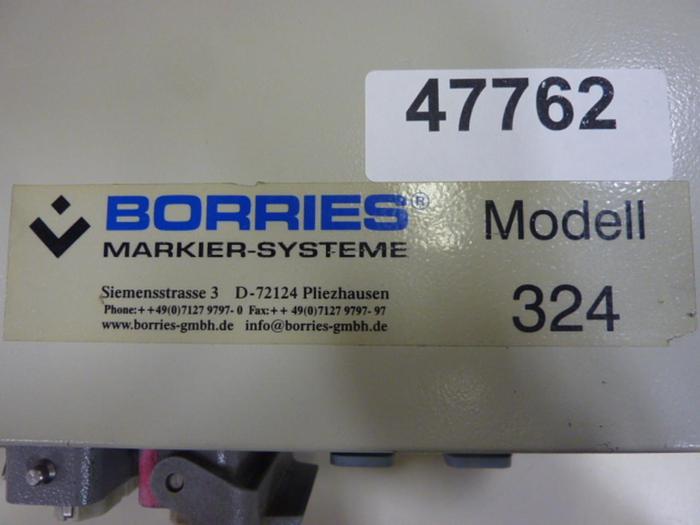 47762
BORRIES®
MARKIER-SYSTEME
Siemensstrasse 3 D-72124 Pliezhausen
Phone:++49(0)7127 9797-0 Fax:++ 49(0)7127 9797-97
www.borries-gmbh.de info@borries-gmbh.de
Modell
324